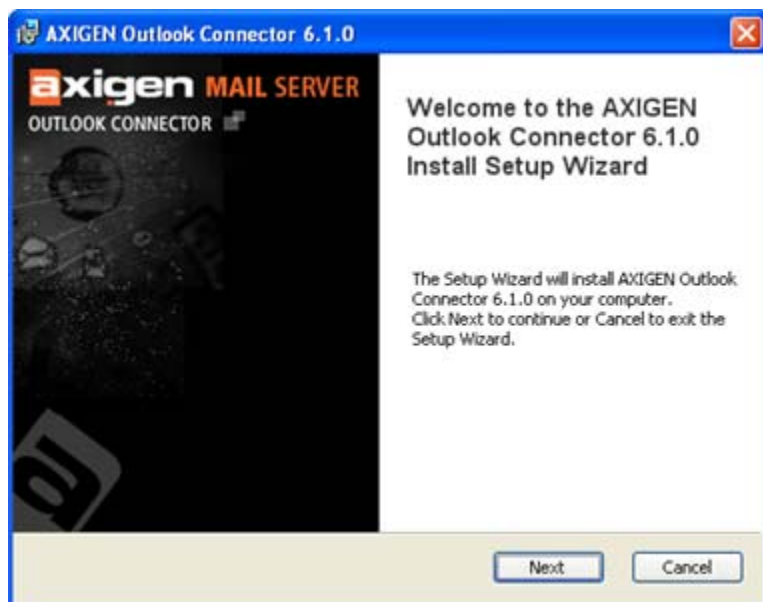 AXIGEN Outlook Connector 6.1.0
axigen MAIL SERVER
OUTLOOK CONNECTOR
Welcome to the AXIGEN
Outlook Connector 6.1.0
Install Setup Wizard
The Setup Wizard will install AXIGEN Outlook
Connector 6.1.0 on your computer.
Click Next to continue or Cancel to exit the
Setup Wizard.
Next
Cancel